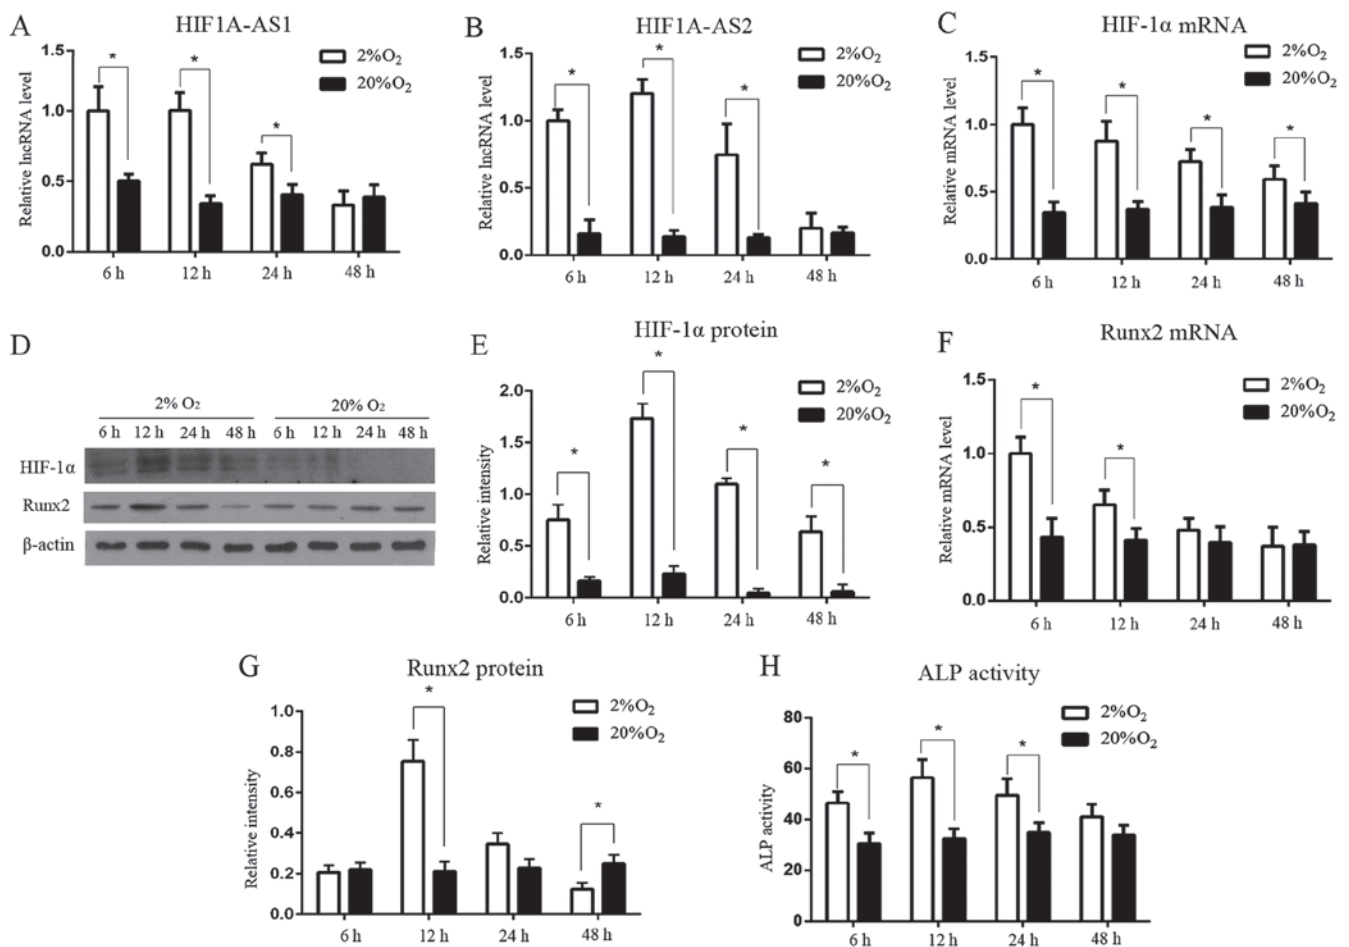 A
HIF1A-AS1
2%O2
20%O2
Relative lncRNA level
1.5
1.0
0.5
0.0
*
*
*
6 h
12 h
24 h
48 h
B
HIF1A-AS2
2%O2
20%O2
Relative lncRNA level
1.5
1.0
0.5
0.0
*
*
*
6 h
12 h
24 h
48 h
C
HIF-1α mRNA
2%O2
20%O2
Relative mRNA level
1.5
1.0
0.5
0.0
*
*
*
*
6 h
12 h
24 h
48 h
D
2% O2
20% O2
6 h 12 h 24 h 48 h 6 h 12 h 24 h 48 h
HIF-1α
Runx2
β-actin
E
HIF-1α protein
2%O2
20%O2
Relative intensity
2.0
1.5
1.0
0.5
0.0
*
*
*
*
6 h
12 h
24 h
48 h
F
Runx2 mRNA
2%O2
20%O2
Relative mRNA level
1.5
1.0
0.5
0.0
*
*
6 h
12 h
24 h
48 h
G
Runx2 protein
2%O2
20%O2
Relative intensity
1.0
0.8
0.6
0.4
0.2
0.0
*
*
6 h
12 h
24 h
48 h
H
ALP activity
2%O2
20%O2
ALP activity
80
60
40
20
0
*
*
*
6 h
12 h
24 h
48 h